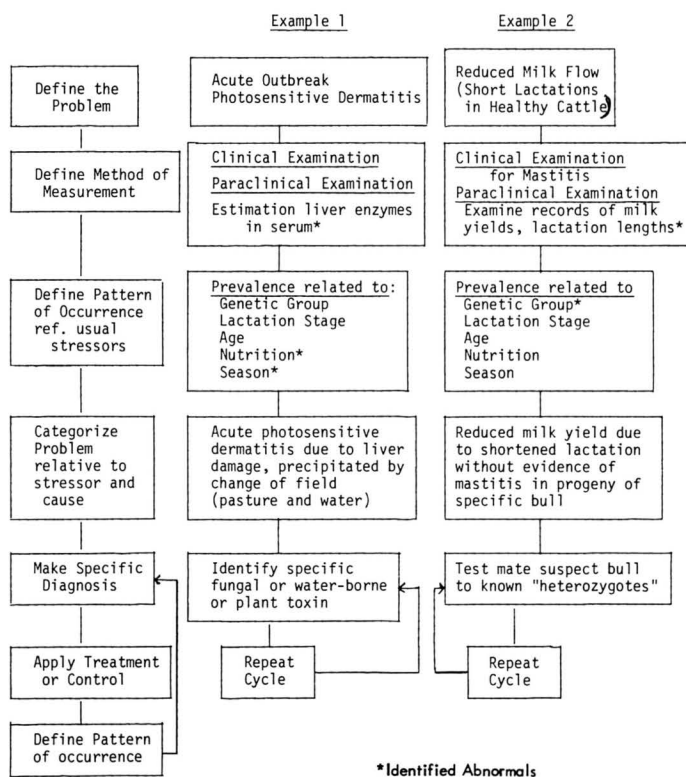 Example 1
Example 2
Define the
Problem
Acute Outbreak
Photosensitive Dermatitis
Reduced Milk Flow
(Short Lactations
in Healthy Cattle)
Define Method of
Measurement
Clinical Examination
Paraclinical Examination
Estimation liver enzymes
in serum*
Clinical Examination
for Mastitis
Paraclinical Examination
Examine records of milk
yields, lactation lengths*
Define Pattern
of Occurrence
ref. usual
stressors
Prevalence related to:
Genetic Group
Lactation Stage
Age
Nutrition*
Season*
Prevalence related to
Genetic Group*
Lactation Stage
Age
Nutrition
Season
Categorize
Problem
relative to
stressor and
cause
Acute photosensitive
dermatitis due to liver
damage, precipitated by
change of field
(pasture and water)
Reduced milk yield due
to shortened lactation
without evidence of
mastitis in progeny of
specific bull
Make Specific
Diagnosis
Identify specific
fungal or water-borne
or plant toxin
Test mate suspect bull
to known "heterozygotes"
Apply Treatment
or Control
Repeat
Cycle
Repeat
Cycle
Define Pattern
of occurrence
*Identified Abnormals